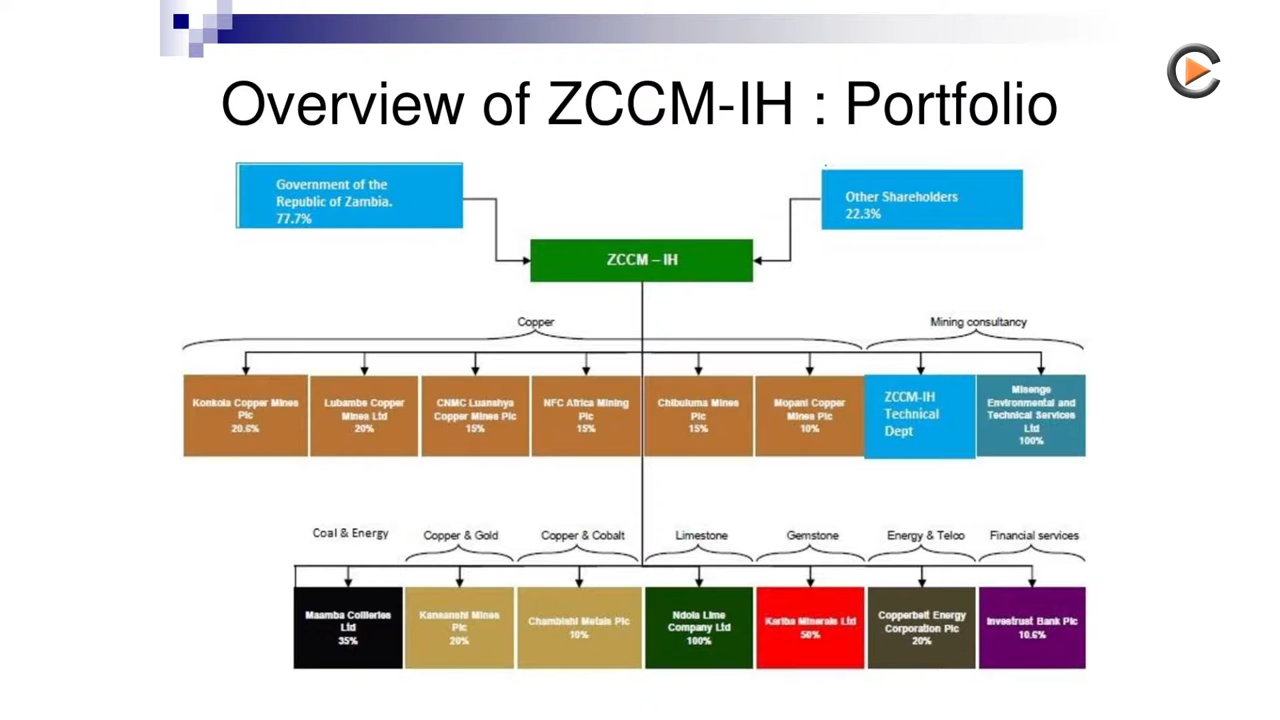 Overview of ZCCM-IH : Portfolio
Government of the
Republic of Zambia.
77.7%
Other Shareholders
22.3%
ZCCM – IH
Copper
Mining consultancy
Konkola Copper Mines
Plc
20.6%
Lubambe Copper
Mines Ltd
20%
CNMC Luanshya
Copper Mines Plc
15%
NFC Africa Mining
Plc
15%
Chibuluma Mines
Plc
15%
Mopani Copper
Mines Plc
10%
ZCCM-IH
Technical
Dept
Misenge
Environmental and
Technical Services
Ltd
100%
Coal & Energy
Copper & Gold
Copper & Cobalt
Limestone
Gemstone
Energy & Telco
Financial services
Maamba Collieries
Ltd
35%
Kansanshi Mines
Plc
20%
Chambishi Metals Plc
10%
Ndola Lime
Company Ltd
100%
Kariba Minerals Ltd
50%
Copperbelt Energy
Corporation Plc
20%
Investrust Bank Plc
10.6%